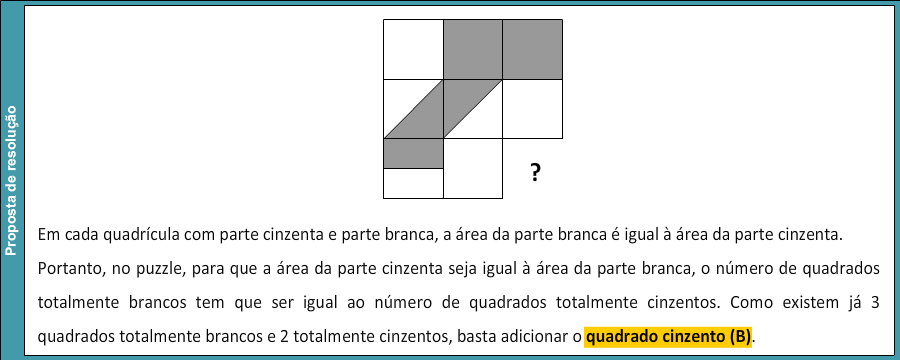 Proposta de resolução
?
Em cada quadrícula com parte cinzenta e parte branca, a área da parte branca é igual à área da parte cinzenta.
Portanto, no puzzle, para que a área da parte cinzenta seja igual à área da parte branca, o número de quadrados
totalmente brancos tem que ser igual ao número de quadrados totalmente cinzentos. Como existem já 3
quadrados totalmente brancos e 2 totalmente cinzentos, basta adicionar o quadrado cinzento (B).